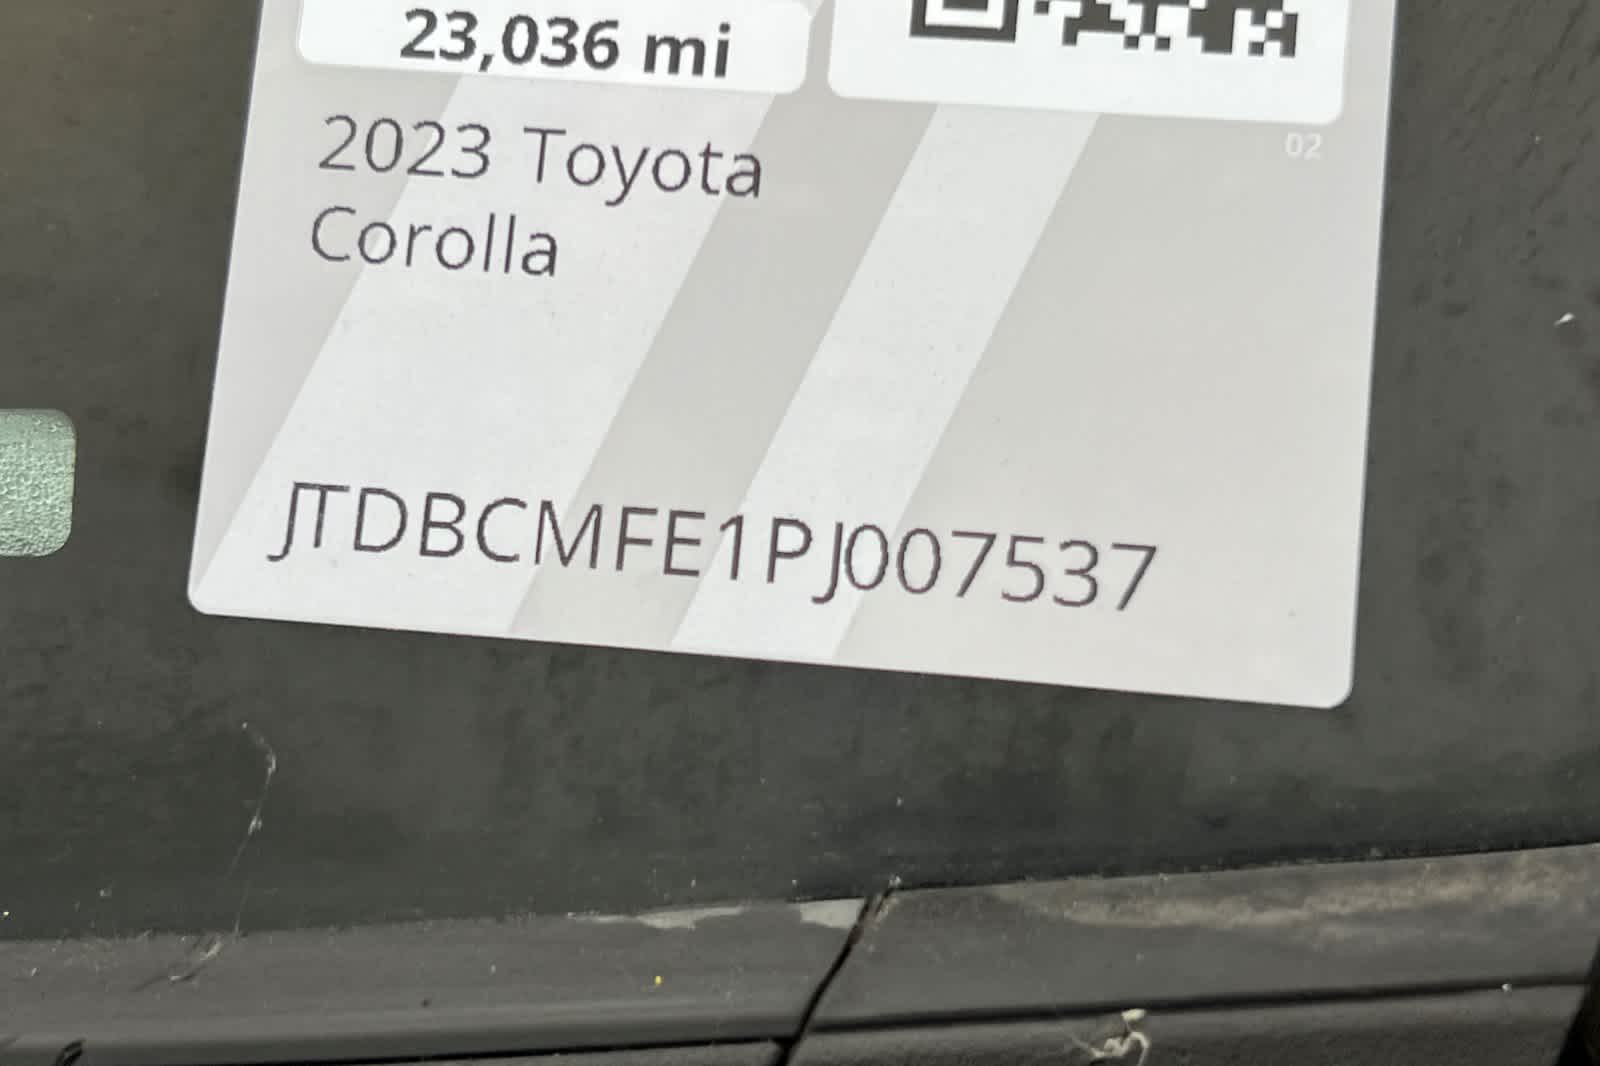 23,036 mi
02
2023 Toyota
Corolla
JTDBCMFE1PJ007537